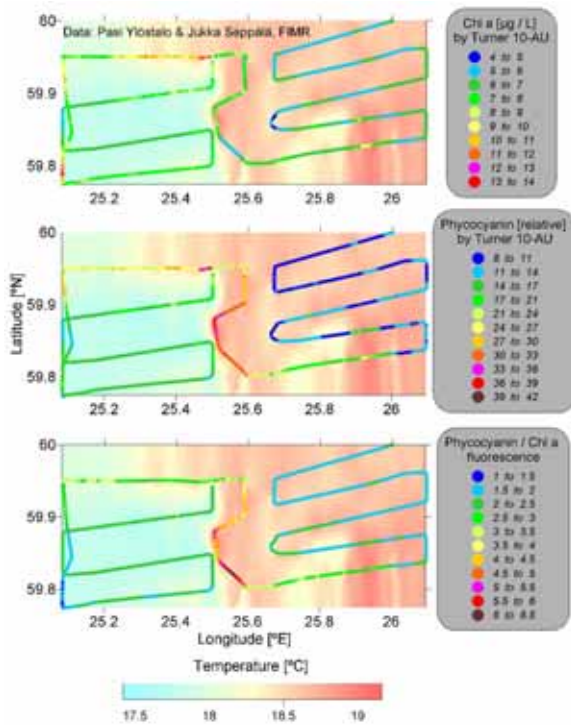 Data: Pasi Ylöstalo & Jukka Seppälä, FIMR
60
59.9
59.8
25.2
25.4
25.6
25.8
26
Chl a [µg / L]
by Turner 10-AU
4 to 5
5 to 6
6 to 7
7 to 8
8 to 9
9 to 10
10 to 11
11 to 12
12 to 13
13 to 14
Latitude [ºN]
60
59.9
59.8
25.2
25.4
25.6
25.8
26
Phycocyanin [relative]
by Turner 10-AU
8 to 11
11 to 14
14 to 17
17 to 21
21 to 24
24 to 27
27 to 30
30 to 33
33 to 36
36 to 39
39 to 42
60
59.9
59.8
25.2
25.4
25.6
25.8
26
Longitude [ºE]
Phycocyanin / Chl a
fluorescence
1 to 1.5
1.5 to 2
2 to 2.5
2.5 to 3
3 to 3.5
3.5 to 4
4 to 4.5
4.5 to 5
5 to 5.5
5.5 to 6
6 to 6.5
Temperature [ºC]
17.5
18
18.5
19